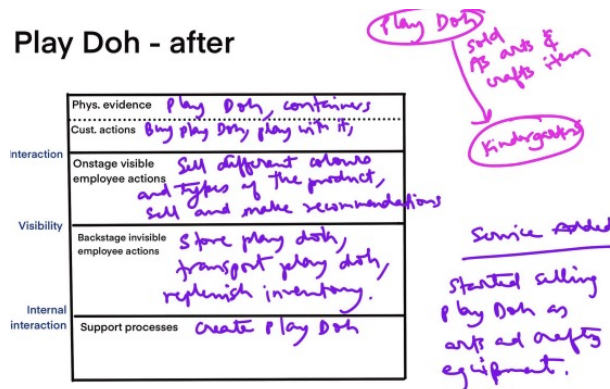 Play Doh - after
Play Doh
sold
As arts &
crafts item
Kindergartens
Phys. evidence Play Doh, containers
Cust. actions Buy play Doh, play with it,
Interaction
Onstage visible
employee actions
Sell different colours
and types of the product,
sell and make recommendations
Visibility
Backstage invisible
employee actions
Store play doh,
transport play doh,
replenish inventory.
Internal
interaction
Support processes create Play Doh
Service Added
Started selling
Play Doh as
arts ad crafts
equipment.